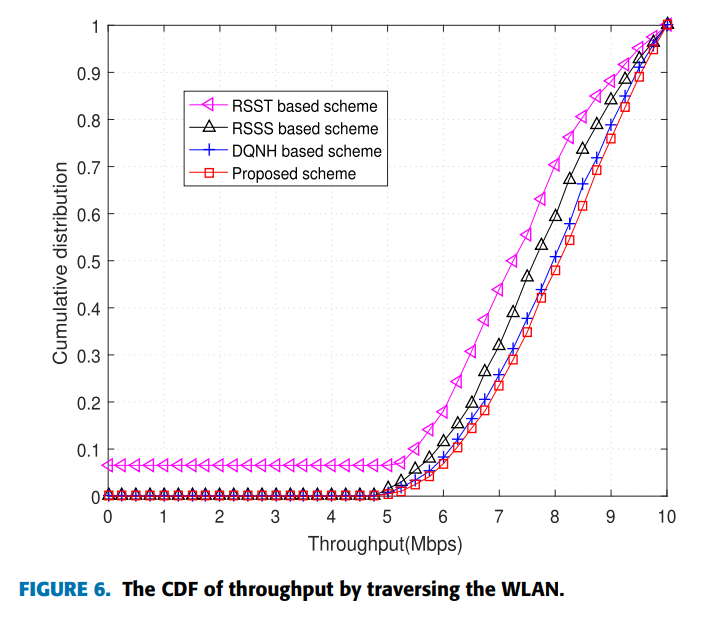 1
0.9
0.8
0.7
0.6
0.5
0.4
0.3
0.2
0.1
0
Cumulative distribution
RSST based scheme
RSSS based scheme
DQNH based scheme
Proposed scheme
0 1 2 3 4 5 6 7 8 9 10
Throughput(Mbps)
FIGURE 6. The CDF of throughput by traversing the WLAN.